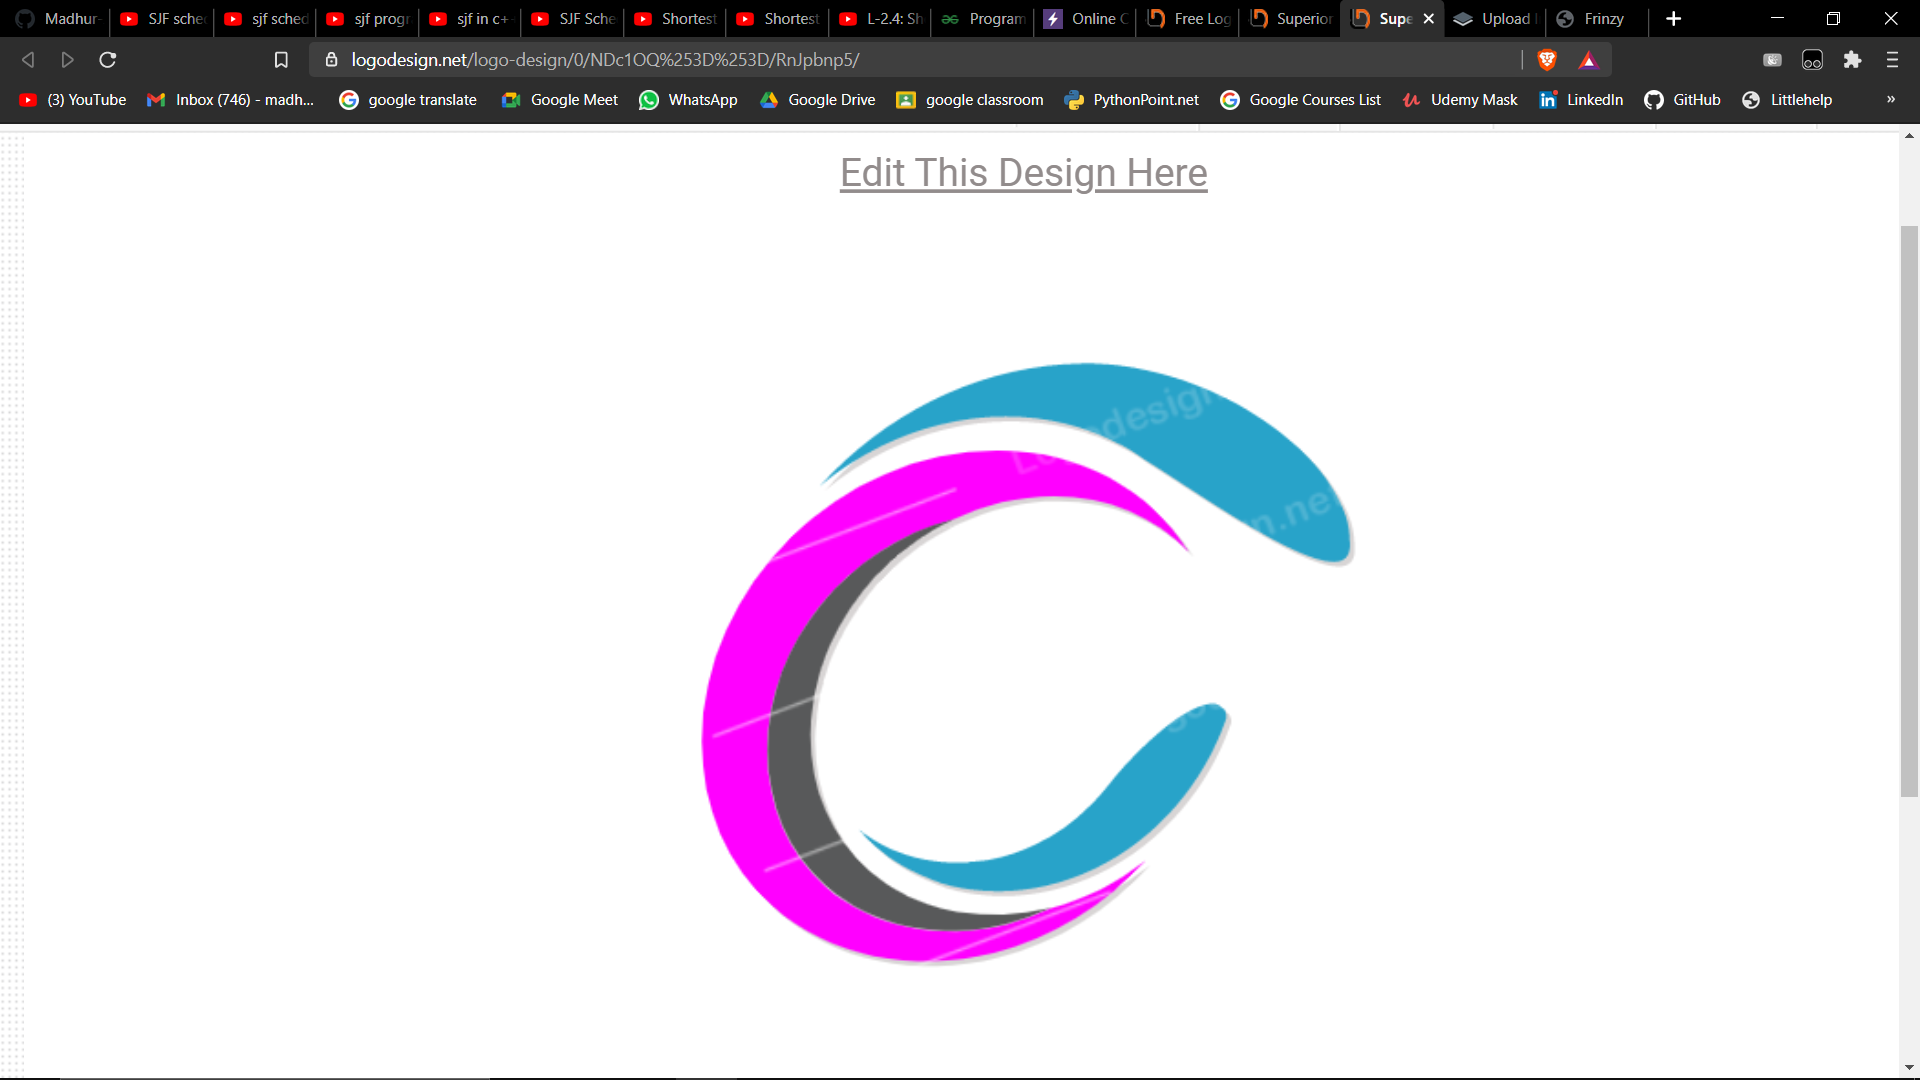 Madhur-
SJF sche
sjf sched
sjf progr
sjf in c+
SJF Sche
Shortest
Shortest
L-2.4: Sh
Program
Online C
Free Log
Superior
Supe
Upload
Frinzy
logodesign.net/logo-design/0/NDc1OQ%253D%253D/RnJpbnp5/
(3) YouTube
Inbox (746) - madh...
google translate
Google Meet
WhatsApp
Google Drive
google classroom
PythonPoint.net
Google Courses List
Udemy Mask
LinkedIn
GitHub
Littlehelp
»
Edit This Design Here
Logodesign
n.net